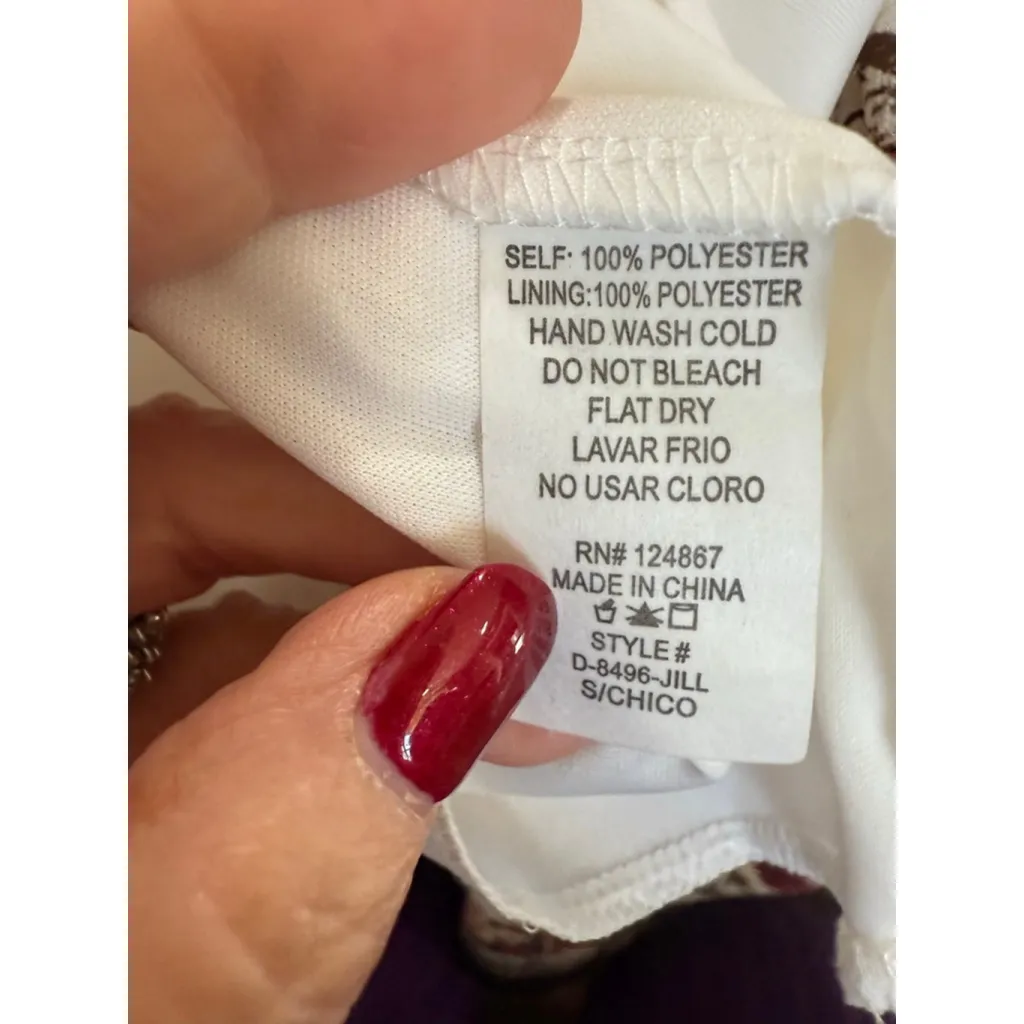 SELF: 100% POLYESTER
LINING:100% POLYESTER
HAND WASH COLD
DO NOT BLEACH
FLAT DRY
LAVAR FRIO
NO USAR CLORO
RN# 124867
MADE IN CHINA
STYLE#
D-8496-JILL
S/CHICO